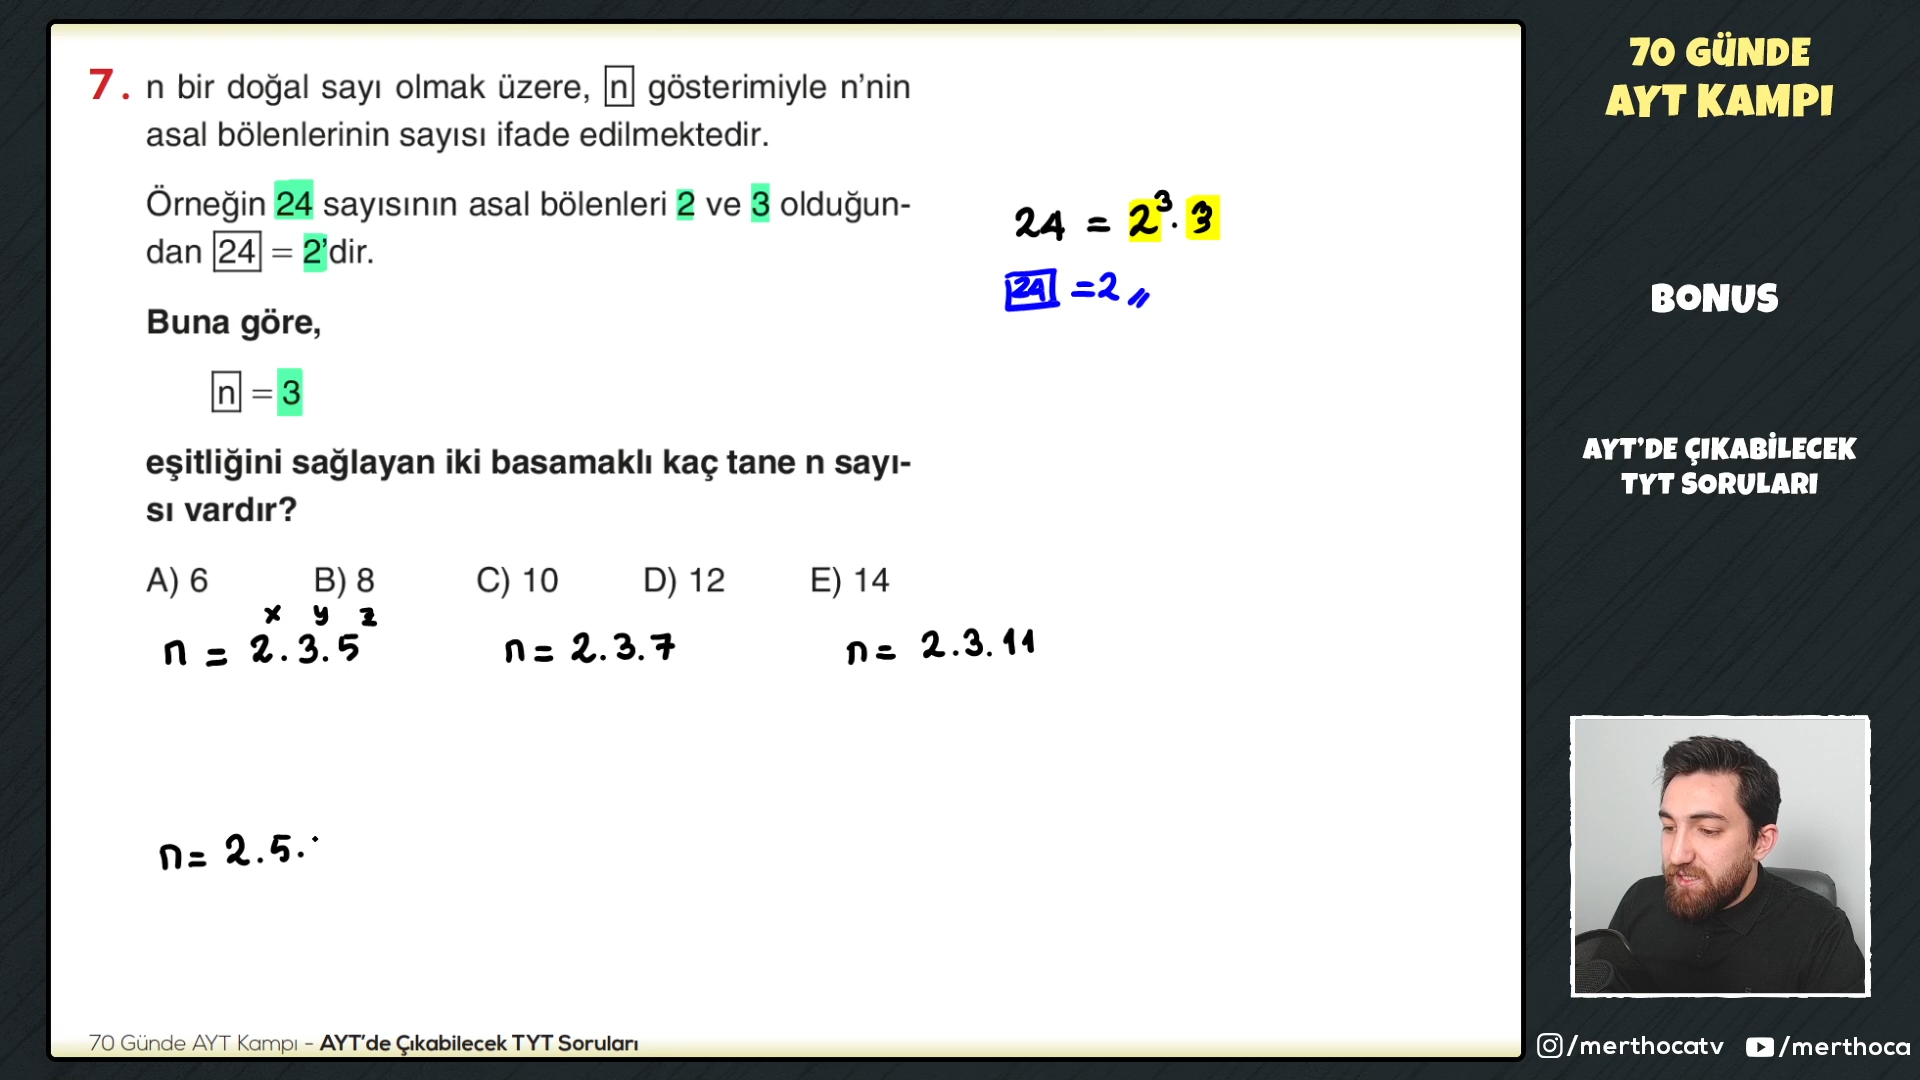 7. n bir doğal sayı olmak üzere, n gösterimiyle n'nin
asal bölenlerinin sayısı ifade edilmektedir.
Örneğin 24 sayısının asal bölenleri 2 ve 3 olduğun-
dan 24 = 2'dir.
Buna göre,
n = 3
eşitliğini sağlayan iki basamaklı kaç tane n sayı-
sı vardır?
A) 6 B) 8 C) 10 D) 12 E) 14
x y z
n = 2.3.5 n = 2.3.7 n = 2.3.11
n = 2.5.
24 = 2³.3
24 = 2
70 Günde AYT Kampı - AYT'de Çıkabilecek TYT Soruları
70 GÜNDE
AYT KAMPI
BONUS
AYT'DE ÇIKABİLECEK
TYT SORULARI
/merthocatv /merthoca